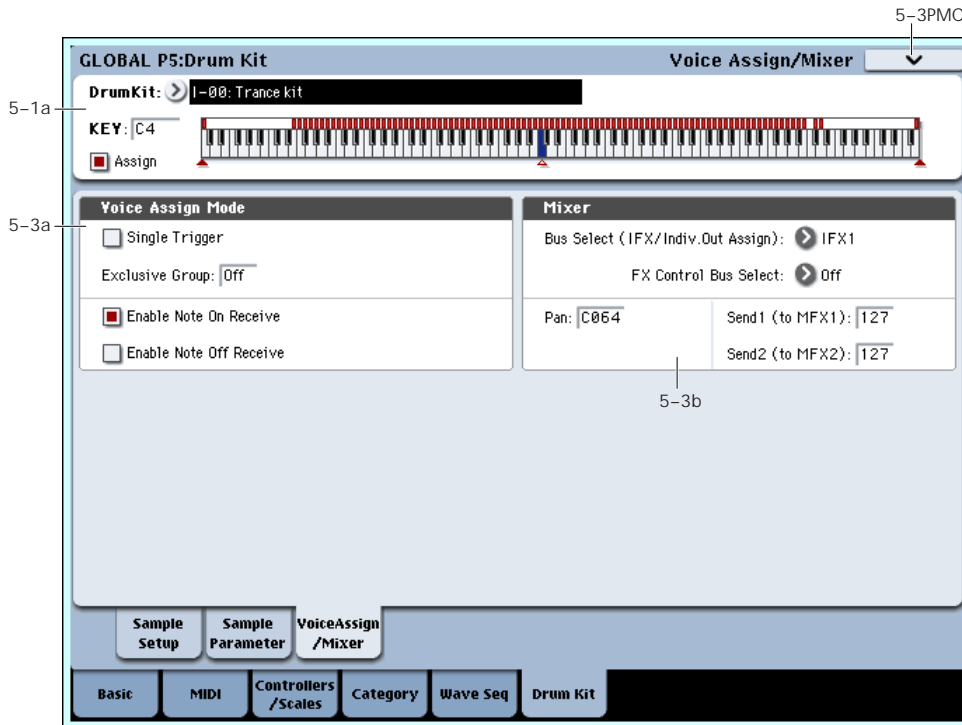 5-3PMC
GLOBAL P5:Drum Kit
Voice Assign/Mixer
DrumKit: I-00: Trance kit
5-1a
KEY: C4
Assign
Voice Assign Mode
Mixer
5-3a
Single Trigger
Bus Select (IFX/Indiv.Out Assign): IFX1
Exclusive Group: Off
FX Control Bus Select: Off
Enable Note On Receive
Pan: C064
Send1 (to MFX1): 127
Enable Note Off Receive
Send2 (to MFX2): 127
5-3b
Sample Setup
Sample Parameter
VoiceAssign /Mixer
Basic
MIDI
Controllers /Scales
Category
Wave Seq
Drum Kit